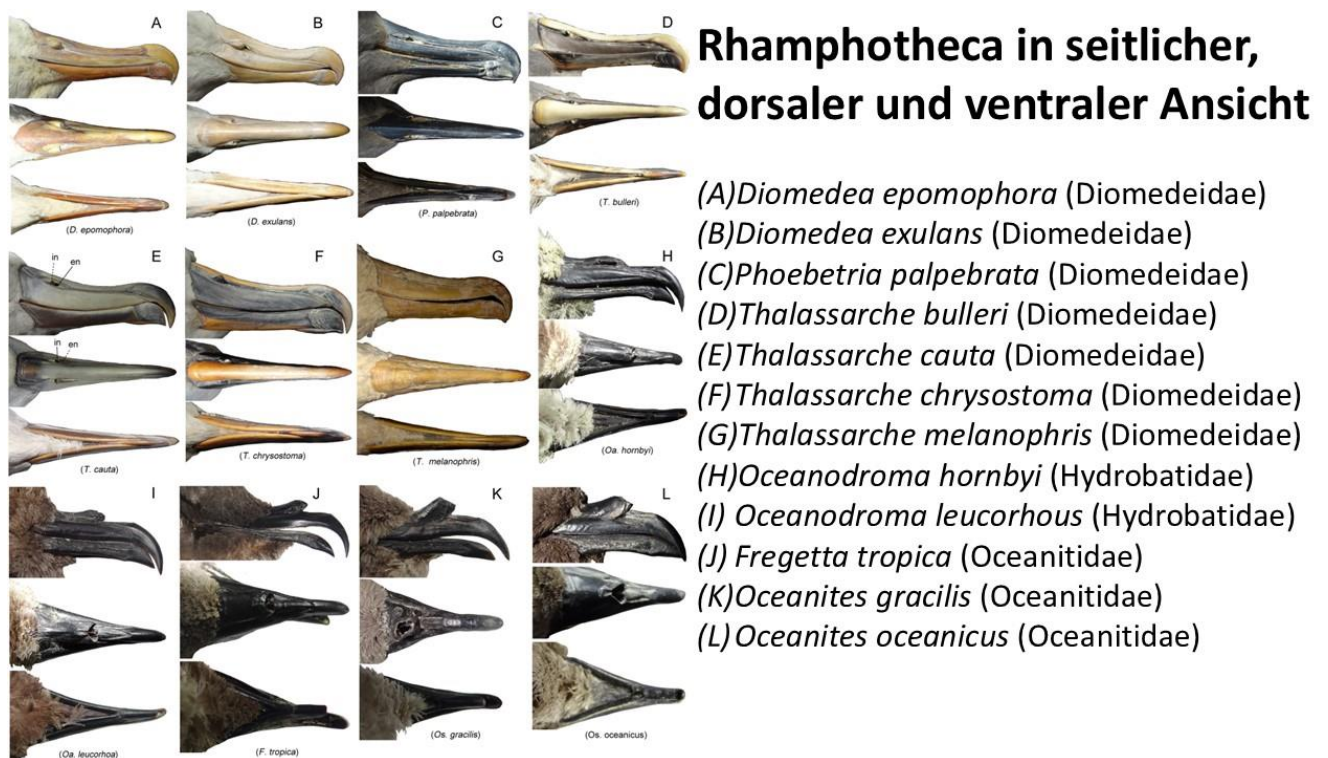 Rhamphotheca in seitlicher,
dorsaler und ventraler Ansicht
(A)Diomedea epomophora (Diomedeidae)
(B)Diomedea exulans (Diomedeidae)
(C)Phoebetria palpebrata (Diomedeidae)
(D)Thalassarche bulleri (Diomedeidae)
(E)Thalassarche cauta (Diomedeidae)
(F)Thalassarche chrysostoma (Diomedeidae)
(G)Thalassarche melanophris (Diomedeidae)
(H)Oceanodroma hornbyi (Hydrobatidae)
(I) Oceanodroma leucorhous (Hydrobatidae)
(J) Fregetta tropica (Oceanitidae)
(K)Oceanites gracilis (Oceanitidae)
(L)Oceanites oceanicus (Oceanitidae)
A
B
C
D
(D. epomophora)
(D. exulans)
(P. palpebrata)
(T. bulleri)
E
F
G
H
in
en
in
en
(T. cauta)
(T. chrysostoma)
(T. melanophris)
(Oa. hornbyi)
I
J
K
L
(Oa. leucorhoa)
(F. tropica)
(Os. gracilis)
(Os. oceanicus)